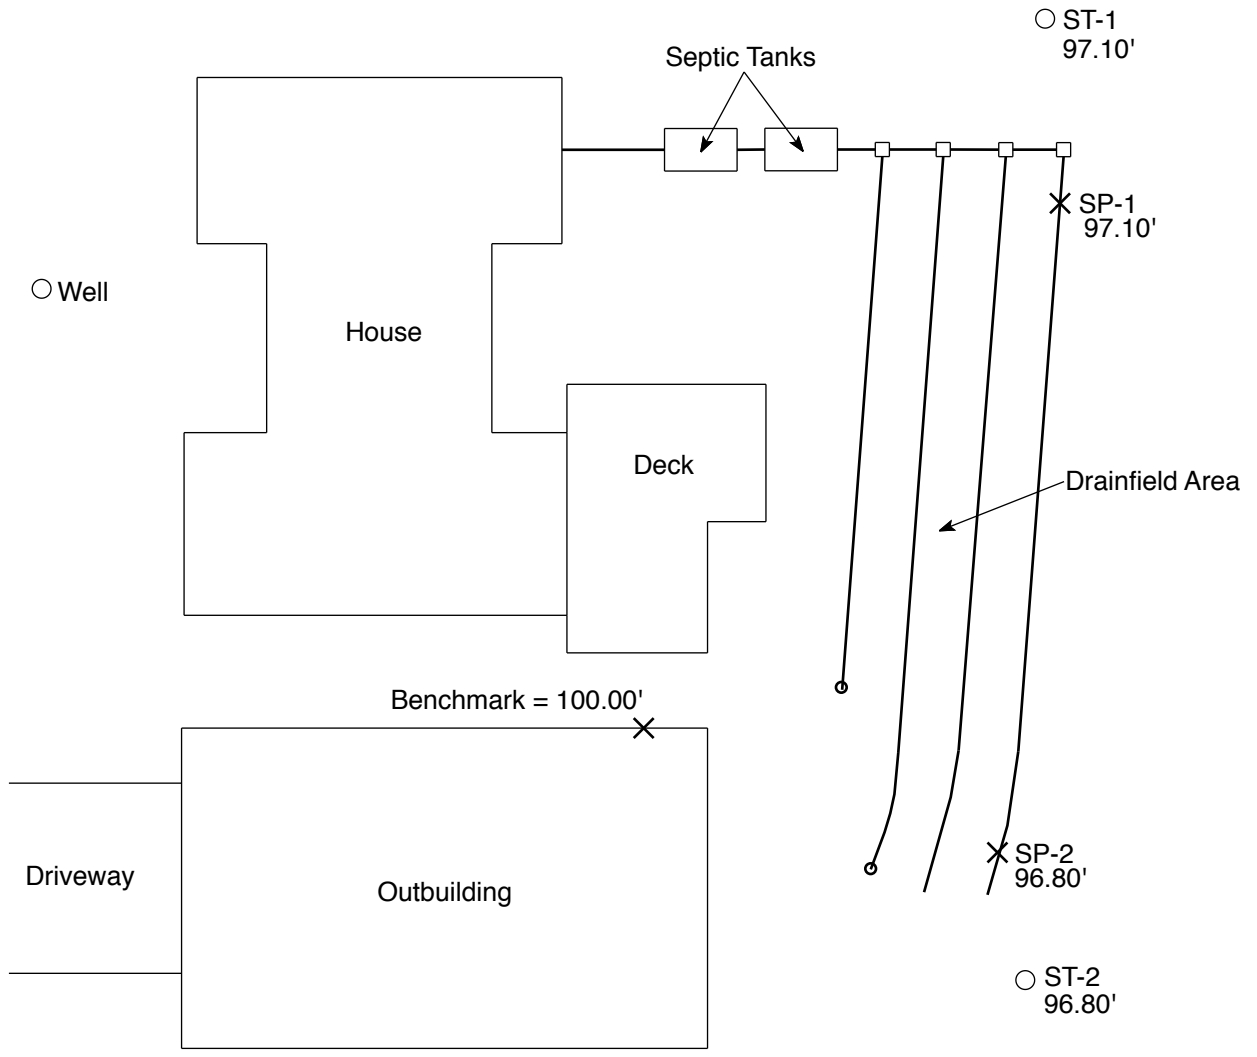 ST-1
97.10'
Septic Tanks
SP-1
97.10'
Well
House
Deck
Drainfield Area
Benchmark = 100.00'
SP-2
96.80'
Driveway
Outbuilding
ST-2
96.80'